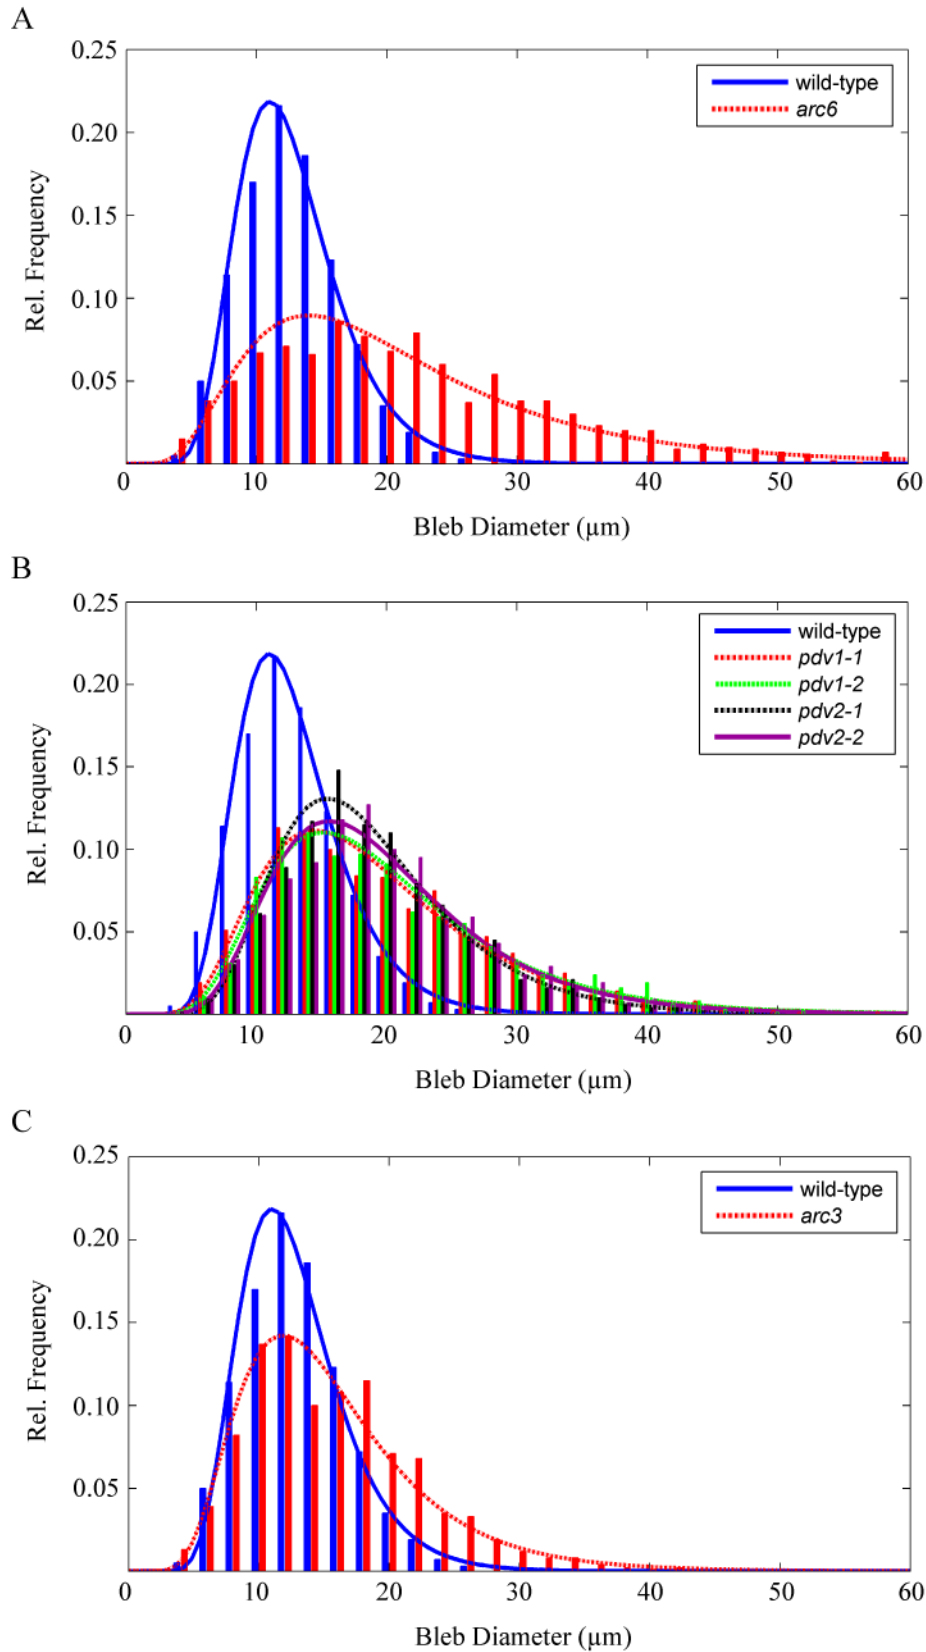 A
0.25
0.20
0.15
0.10
0.05
Rel. Frequency
wild-type
arc6
0 10 20 30 40 50 60
Bleb Diameter (µm)
B
0.25
0.20
0.15
0.10
0.05
Rel. Frequency
wild-type
pdv1-1
pdv1-2
pdv2-1
pdv2-2
0 10 20 30 40 50 60
Bleb Diameter (µm)
C
0.25
0.20
0.15
0.10
0.05
Rel. Frequency
wild-type
arc3
0 10 20 30 40 50 60
Bleb Diameter (µm)